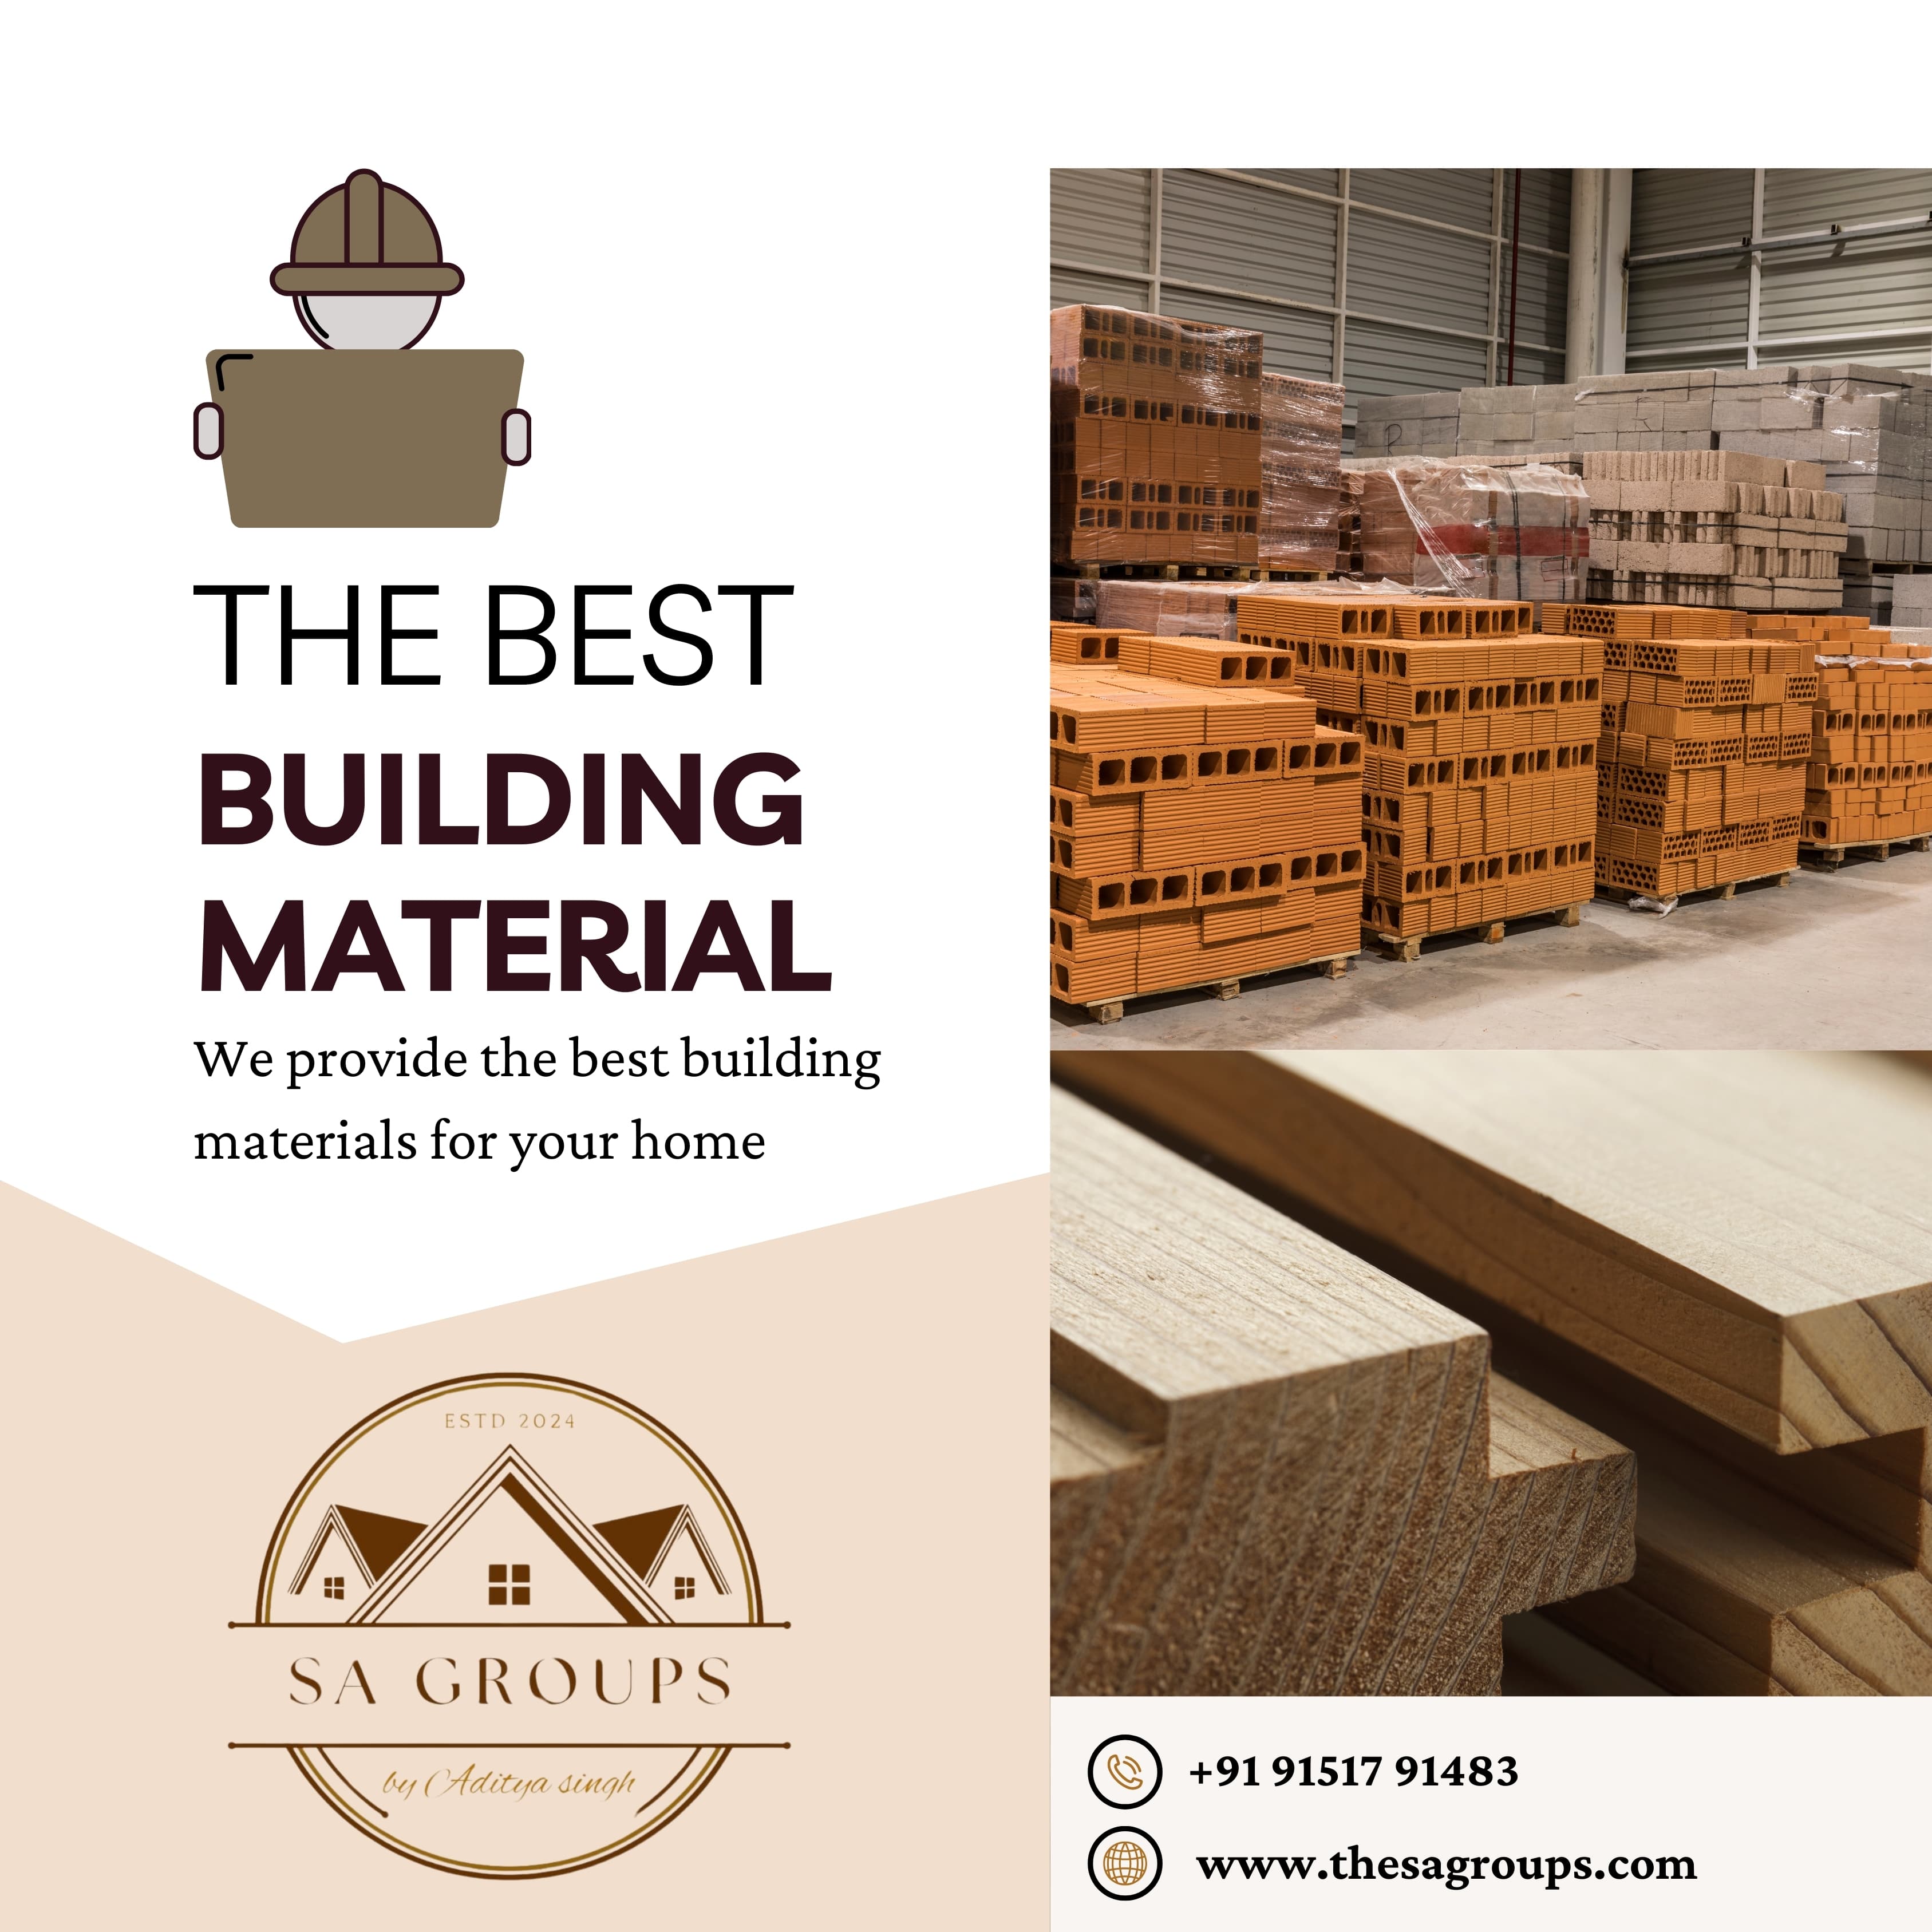 THE BEST
BUILDING
MATERIAL
We provide the best building
materials for your home
ESTD 2024
SA GROUPS
by Aditya singh
+91 91517 91483
www.thesagroups.com